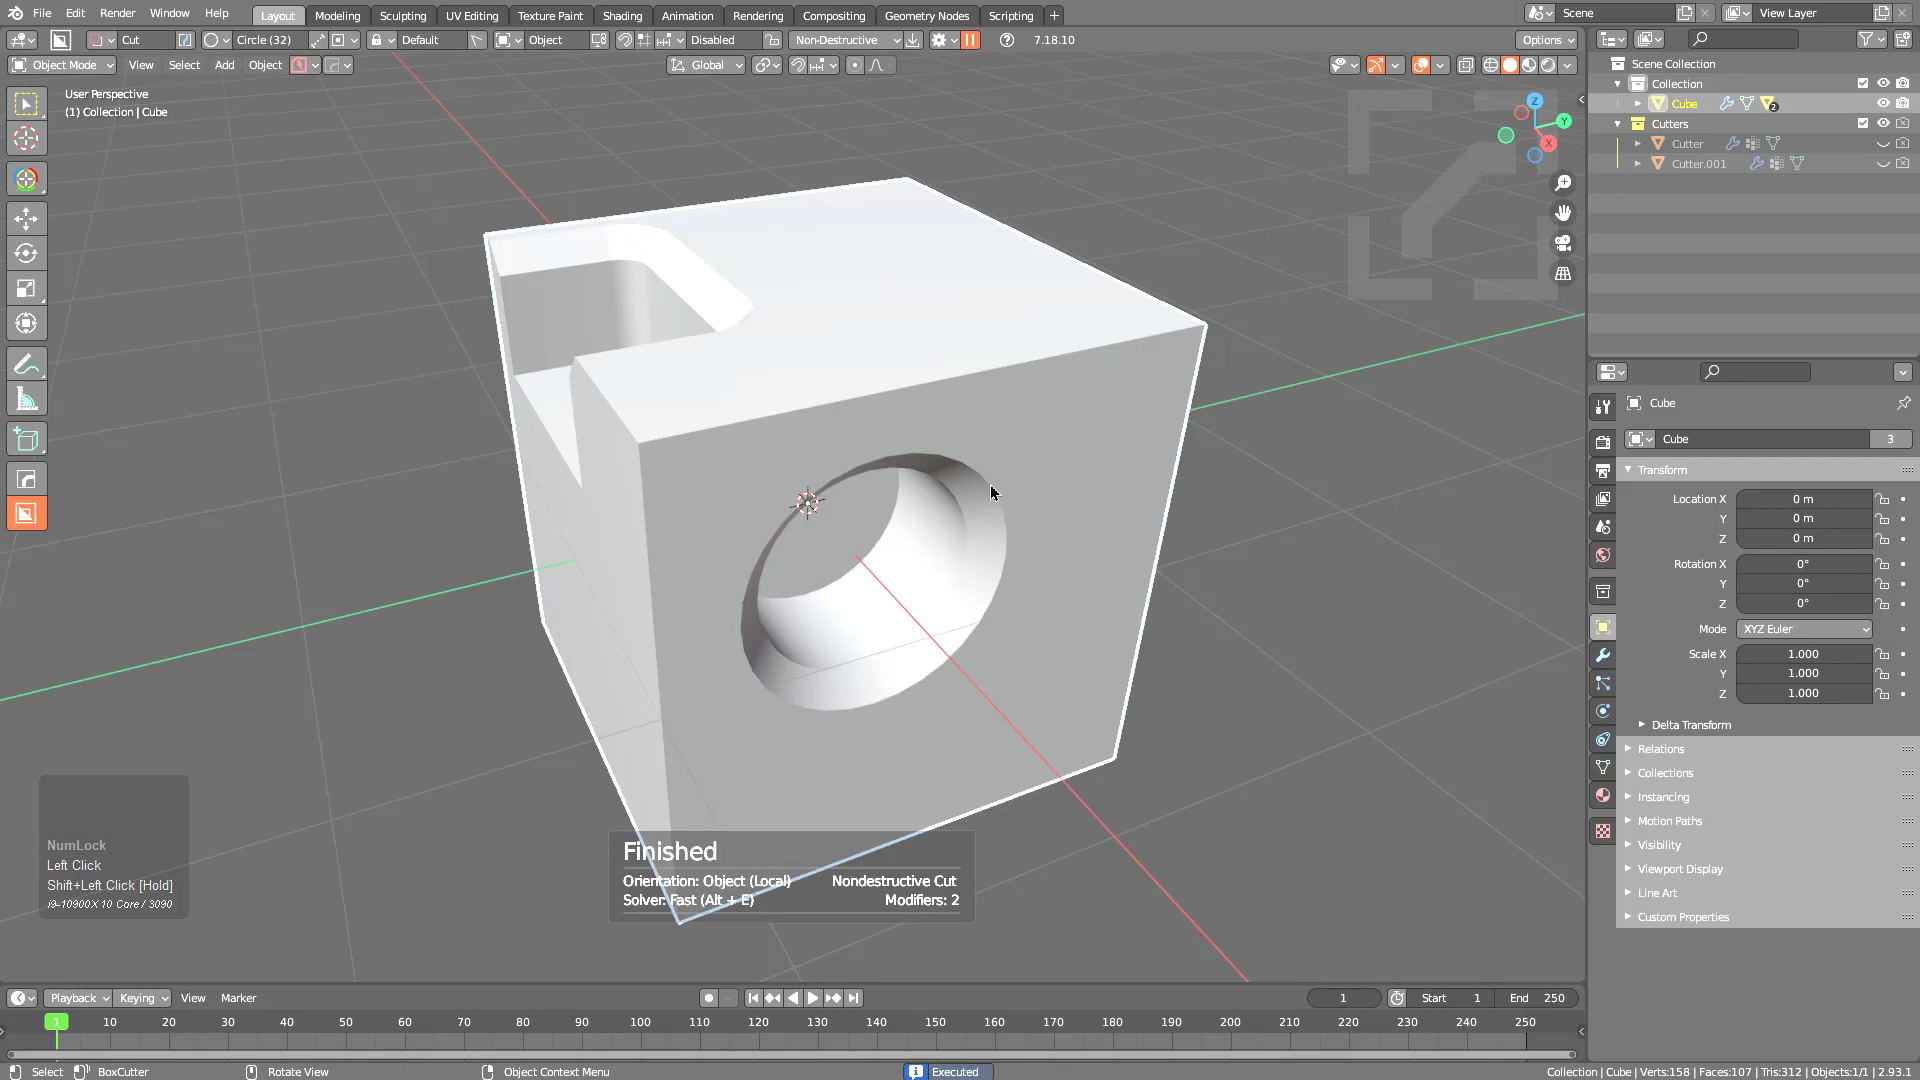 File Edit Render Window Help Layout Modeling Sculpting UV Editing Texture Paint Shading Animation Rendering Compositing Geometry Nodes Scripting + Scene View Layer
Cut Circle (32) Default Object Disabled Non-Destructive 7.18.10 Options
Object Mode View Select Add Object Global
User Perspective
(1) Collection | Cube
Z
Y
X
Scene Collection
Collection
Cube 2
Cutters
Cutter
Cutter.001
Cube
Cube 3
Transform
Location X 0 m
Y 0 m
Z 0 m
Rotation X 0°
Y 0°
Z 0°
Mode XYZ Euler
Scale X 1.000
Y 1.000
Z 1.000
Delta Transform
Relations
Collections
Instancing
Motion Paths
Visibility
Viewport Display
Line Art
Custom Properties
NumLock
Left Click
Shift+Left Click [Hold]
i9-10900X 10 Core / 3090
Finished
Orientation: Object (Local) Nondestructive Cut
Solver: Fast (Alt + E) Modifiers: 2
Playback Keying View Marker 1 Start 1 End 250
1 10 20 30 40 50 60 70 80 90 100 110 120 130 140 150 160 170 180 190 200 210 220 230 240 250
Select BoxCutter Rotate View Object Context Menu Executed Collection | Cube | Verts:158 | Faces:107 | Tris:312 | Objects:1/1 | 2.93.1